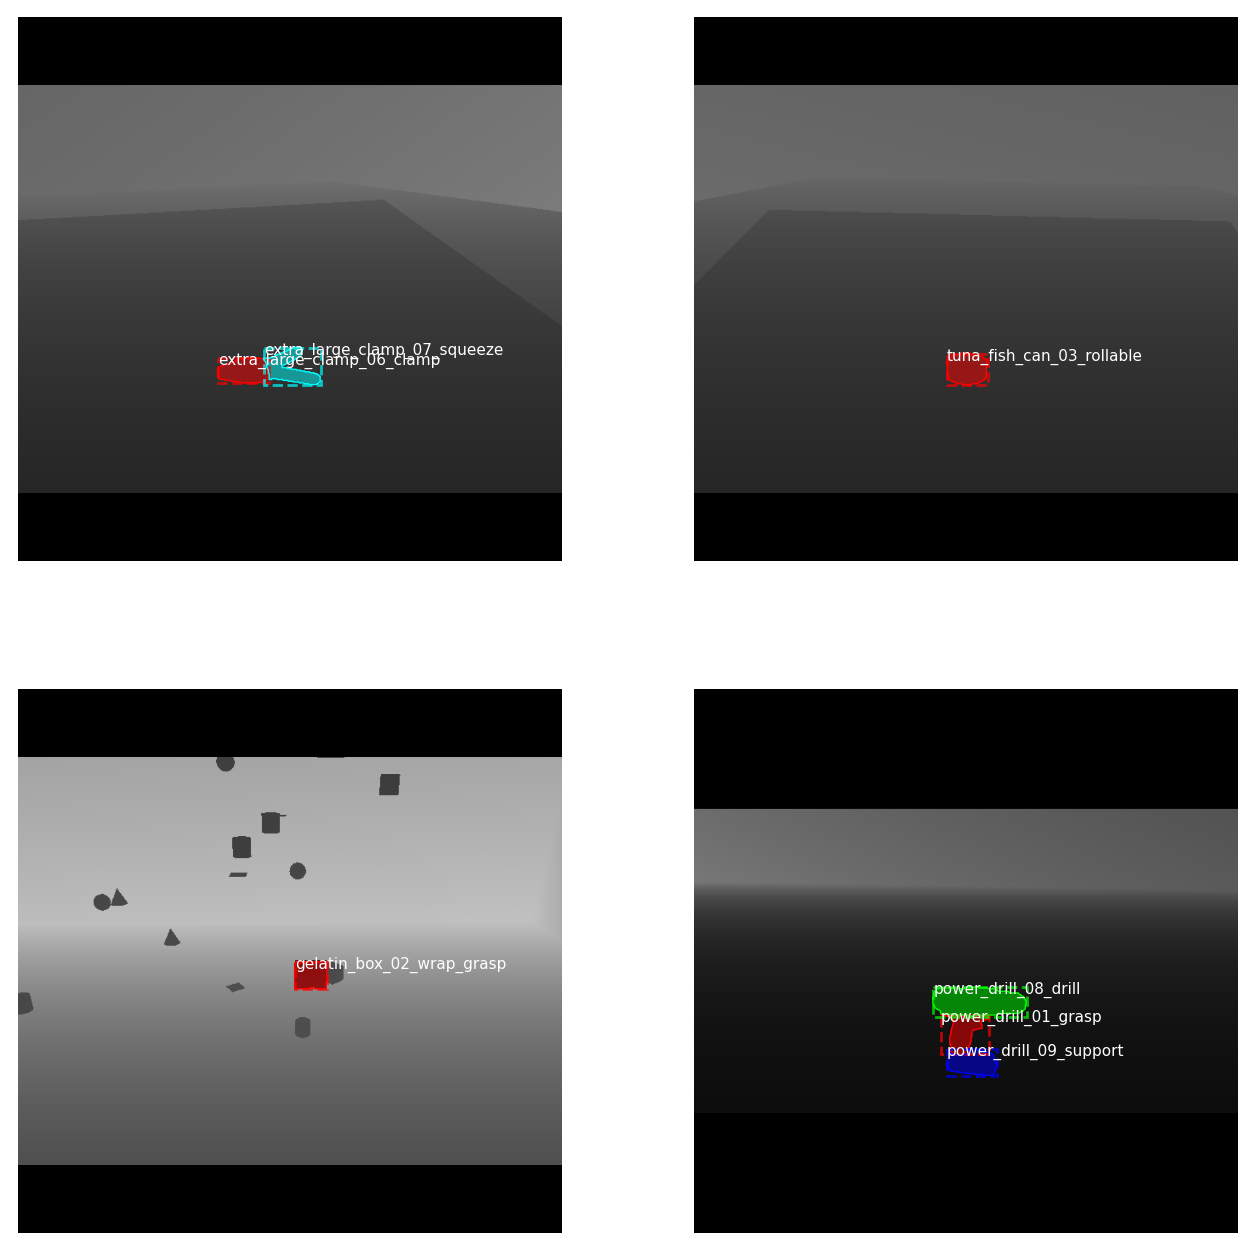 extra_large_clamp_07_squeeze
extra_large_clamp_06_clamp
tuna_fish_can_03_rollable
gelatin_box_02_wrap_grasp
power_drill_08_drill
power_drill_01_grasp
power_drill_09_support